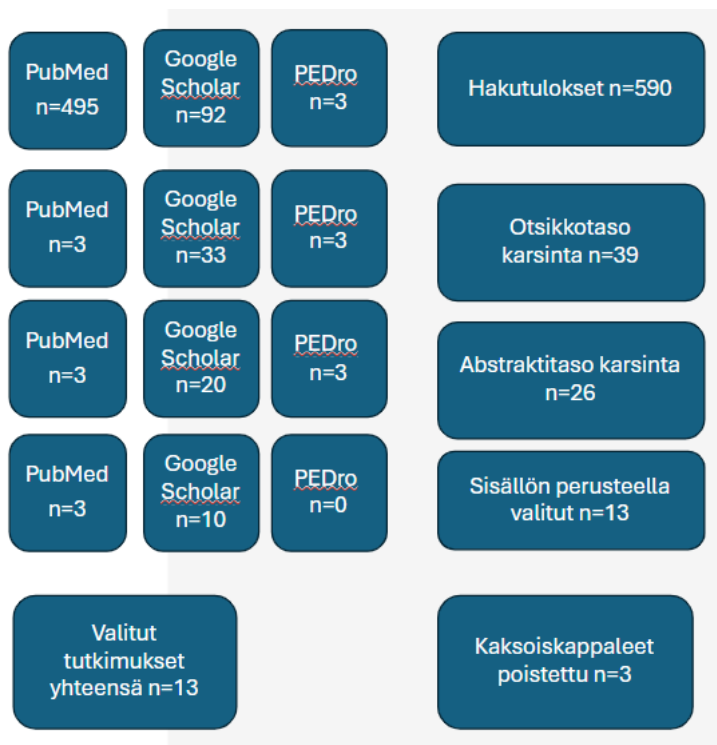 PubMed
n=495
Google
Scholar
n=92
PEDro
n=3
Hakutulokset n=590
PubMed
n=3
Google
Scholar
n=33
PEDro
n=3
Otsikkotaso
karsinta n=39
PubMed
n=3
Google
Scholar
n=20
PEDro
n=3
Abstraktitaso karsinta
n=26
PubMed
n=3
Google
Scholar
n=10
PEDro
n=0
Sisällön perusteella
valitut n=13
Valitut
tutkimukset
yhteensä n=13
Kaksoiskappaleet
poistettu n=3